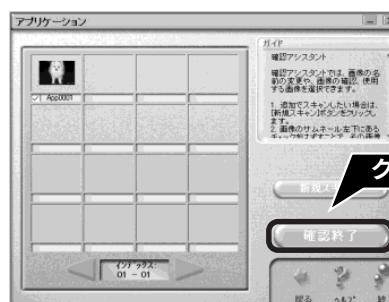 アプリケーション
App0001
インデックス:
01 - 01
ガイド
確認アシスタント
確認アシスタントでは、画像の名
前の変更や、画像の確認、使用
する画像を選択できます。
1. 追加でスキャンしたい場合は、
[新規スキャン]ボタンをクリックし
ます。
2. 画像のサムネール左下にある
ク
新規ス
確認終了
戻る
ヘルプ